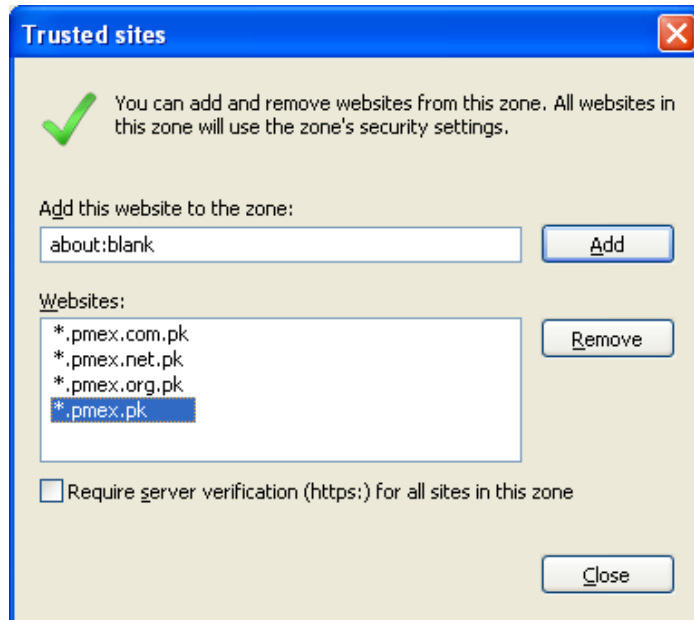 Trusted sites
You can add and remove websites from this zone. All websites in
this zone will use the zone's security settings.
Add this website to the zone:
about:blank
Add
Websites:
*.pmex.com.pk
*.pmex.net.pk
*.pmex.org.pk
*.pmex.pk
Remove
Require server verification (https:) for all sites in this zone
Close